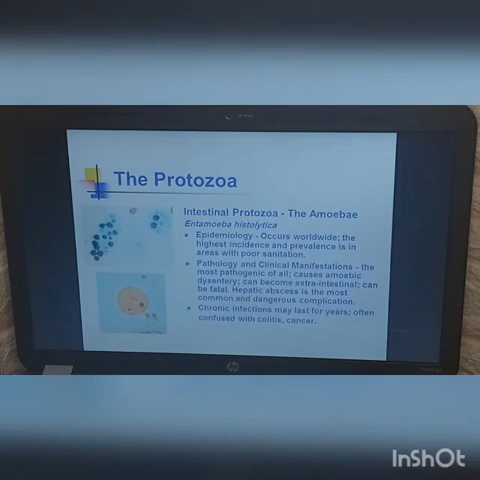 The Protozoa
Intestinal Protozoa - The Amoebae
Entamoeba histolytica
Epidemiology - Occurs worldwide; the
highest incidence and prevalence is in
areas with poor sanitation.
Pathology and Clinical Manifestations - the
most pathogenic of all; causes amoebic
dysentery; can become extra-intestinal; can
be fatal. Hepatic abscess is the most
common and dangerous complication.
Chronic infections may last for years; often
confused with colitis, cancer.
hp
InShOt